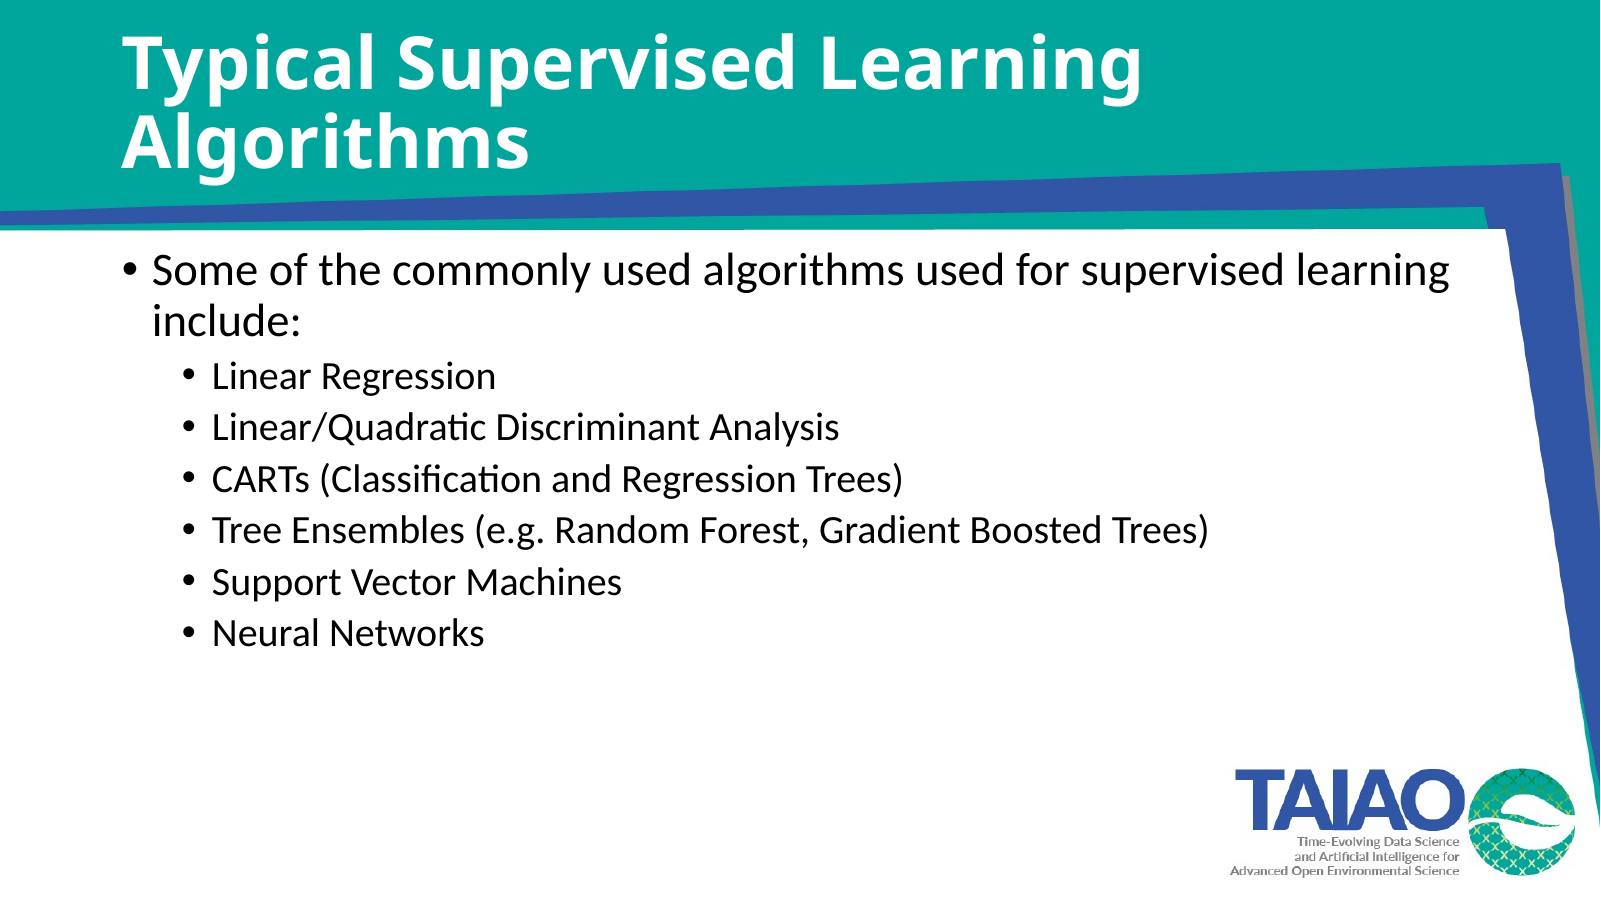 Typical Supervised Learning
Algorithms
• Some of the commonly used algorithms used for supervised learning
include:
• Linear Regression
• Linear/Quadratic Discriminant Analysis
• CARTs (Classification and Regression Trees)
• Tree Ensembles (e.g. Random Forest, Gradient Boosted Trees)
• Support Vector Machines
• Neural Networks
TAIAO
Time-Evolving Data Science
and Artificial Intelligence for
Advanced Open Environmental Science